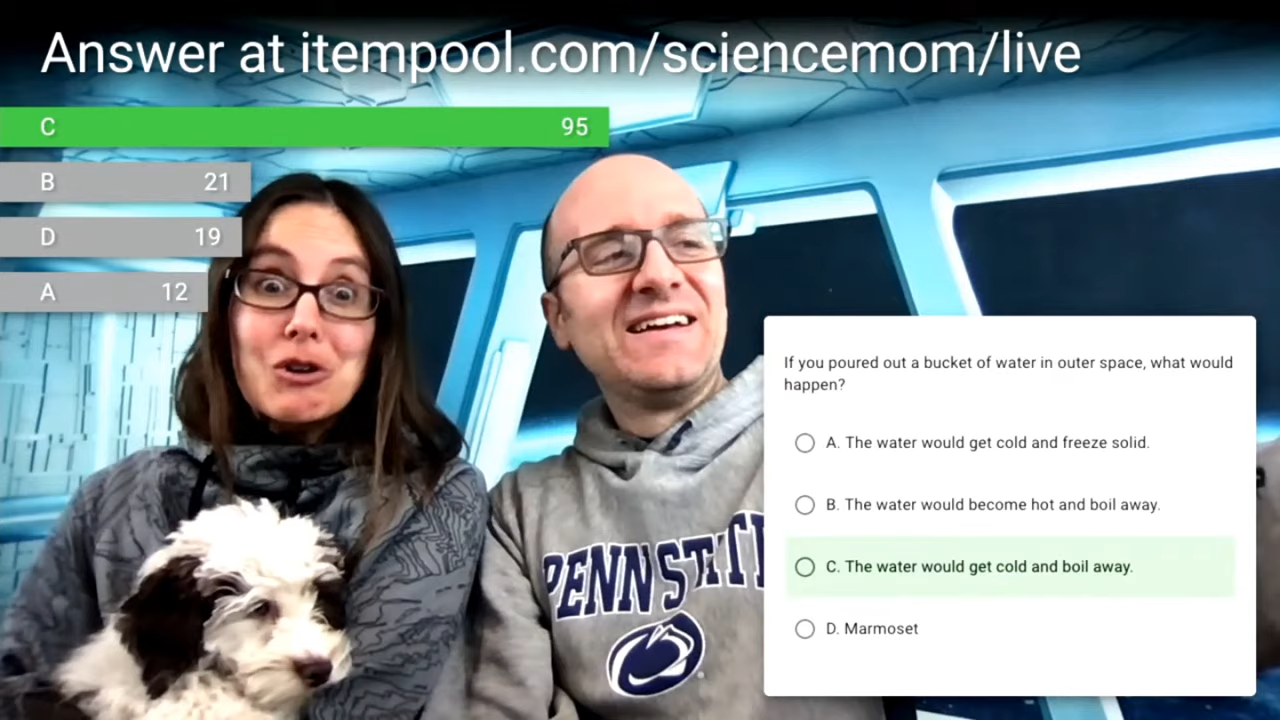 Answer at itempool.com/sciencemom/live
C 95
B 21
D 19
A 12
If you poured out a bucket of water in outer space, what would
happen?
A. The water would get cold and freeze solid.
B. The water would become hot and boil away.
C. The water would get cold and boil away.
D. Marmoset
PENN STATE